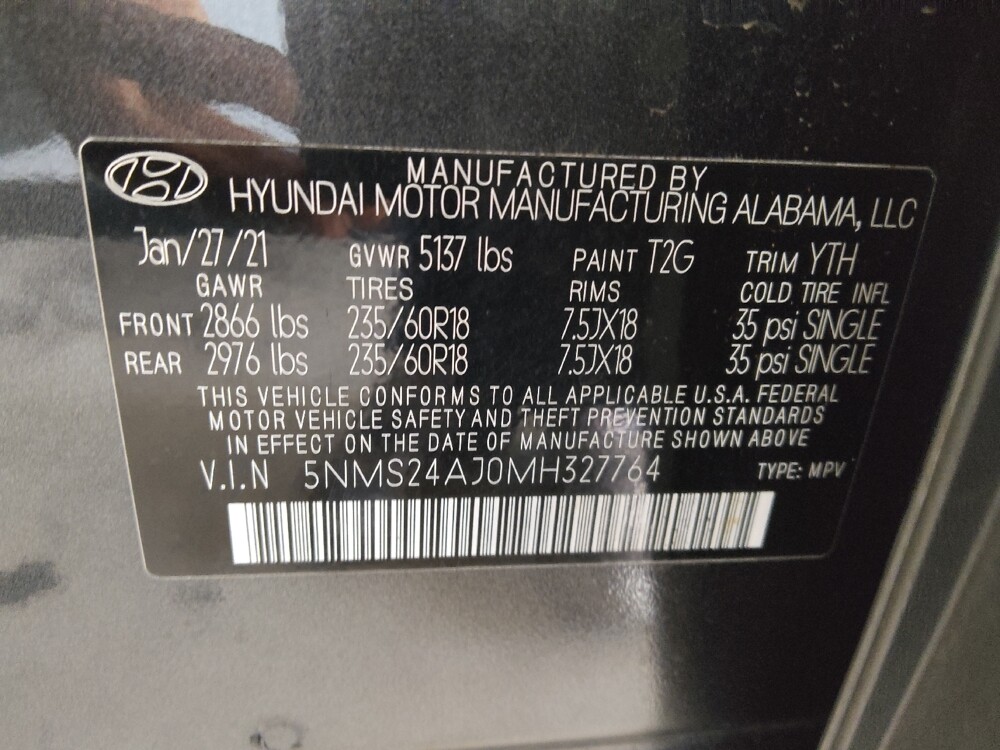 MANUFACTURED BY
HYUNDAI MOTOR MANUFACTURING ALABAMA, LLC
Jan/27/21 GVWR 5137 lbs PAINT T2G TRIM YTH
GAWR TIRES RIMS COLD TIRE INFL
FRONT 2866 lbs 235/60R18 7.5JX18 35 psi SINGLE
REAR 2976 lbs 235/60R18 7.5JX18 35 psi SINGLE
THIS VEHICLE CONFORMS TO ALL APPLICABLE U.S.A. FEDERAL
MOTOR VEHICLE SAFETY AND THEFT PREVENTION STANDARDS
IN EFFECT ON THE DATE OF MANUFACTURE SHOWN ABOVE
V.I.N 5NMS24AJ0MH327764 TYPE: MPV